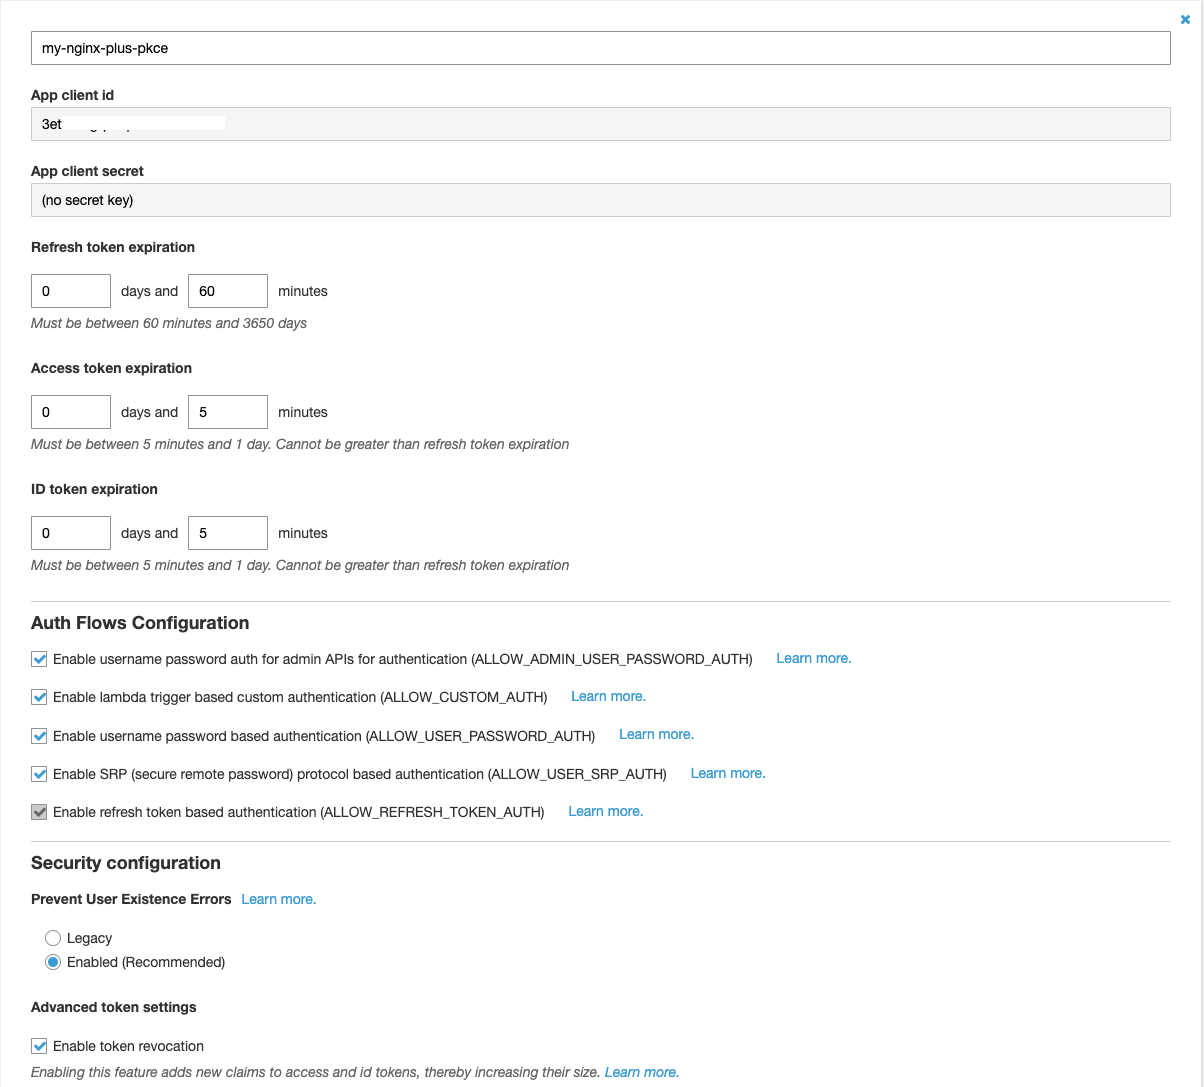 my-nginx-plus-pkce
App client id
3et
App client secret
(no secret key)
Refresh token expiration
0 days and 60 minutes
Must be between 60 minutes and 3650 days
Access token expiration
0 days and 5 minutes
Must be between 5 minutes and 1 day. Cannot be greater than refresh token expiration
ID token expiration
0 days and 5 minutes
Must be between 5 minutes and 1 day. Cannot be greater than refresh token expiration
Auth Flows Configuration
Enable username password auth for admin APIs for authentication (ALLOW_ADMIN_USER_PASSWORD_AUTH) Learn more.
Enable lambda trigger based custom authentication (ALLOW_CUSTOM_AUTH) Learn more.
Enable username password based authentication (ALLOW_USER_PASSWORD_AUTH) Learn more.
Enable SRP (secure remote password) protocol based authentication (ALLOW_USER_SRP_AUTH) Learn more.
Enable refresh token based authentication (ALLOW_REFRESH_TOKEN_AUTH) Learn more.
Security configuration
Prevent User Existence Errors Learn more.
Legacy
Enabled (Recommended)
Advanced token settings
Enable token revocation
Enabling this feature adds new claims to access and id tokens, thereby increasing their size. Learn more.